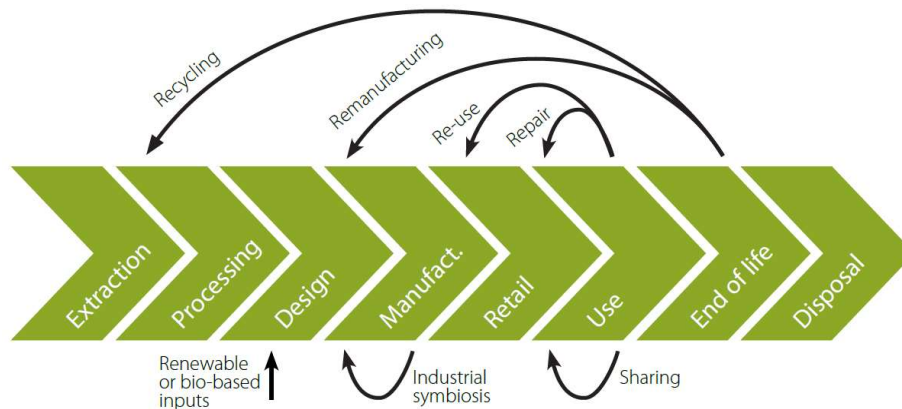 Recycling
Remanufacturing
Re-use
Repair
Extraction
Processing
Design
Manufact.
Retail
Use
End of life
Disposal
Renewable
or bio-based
inputs
Industrial
symbiosis
Sharing